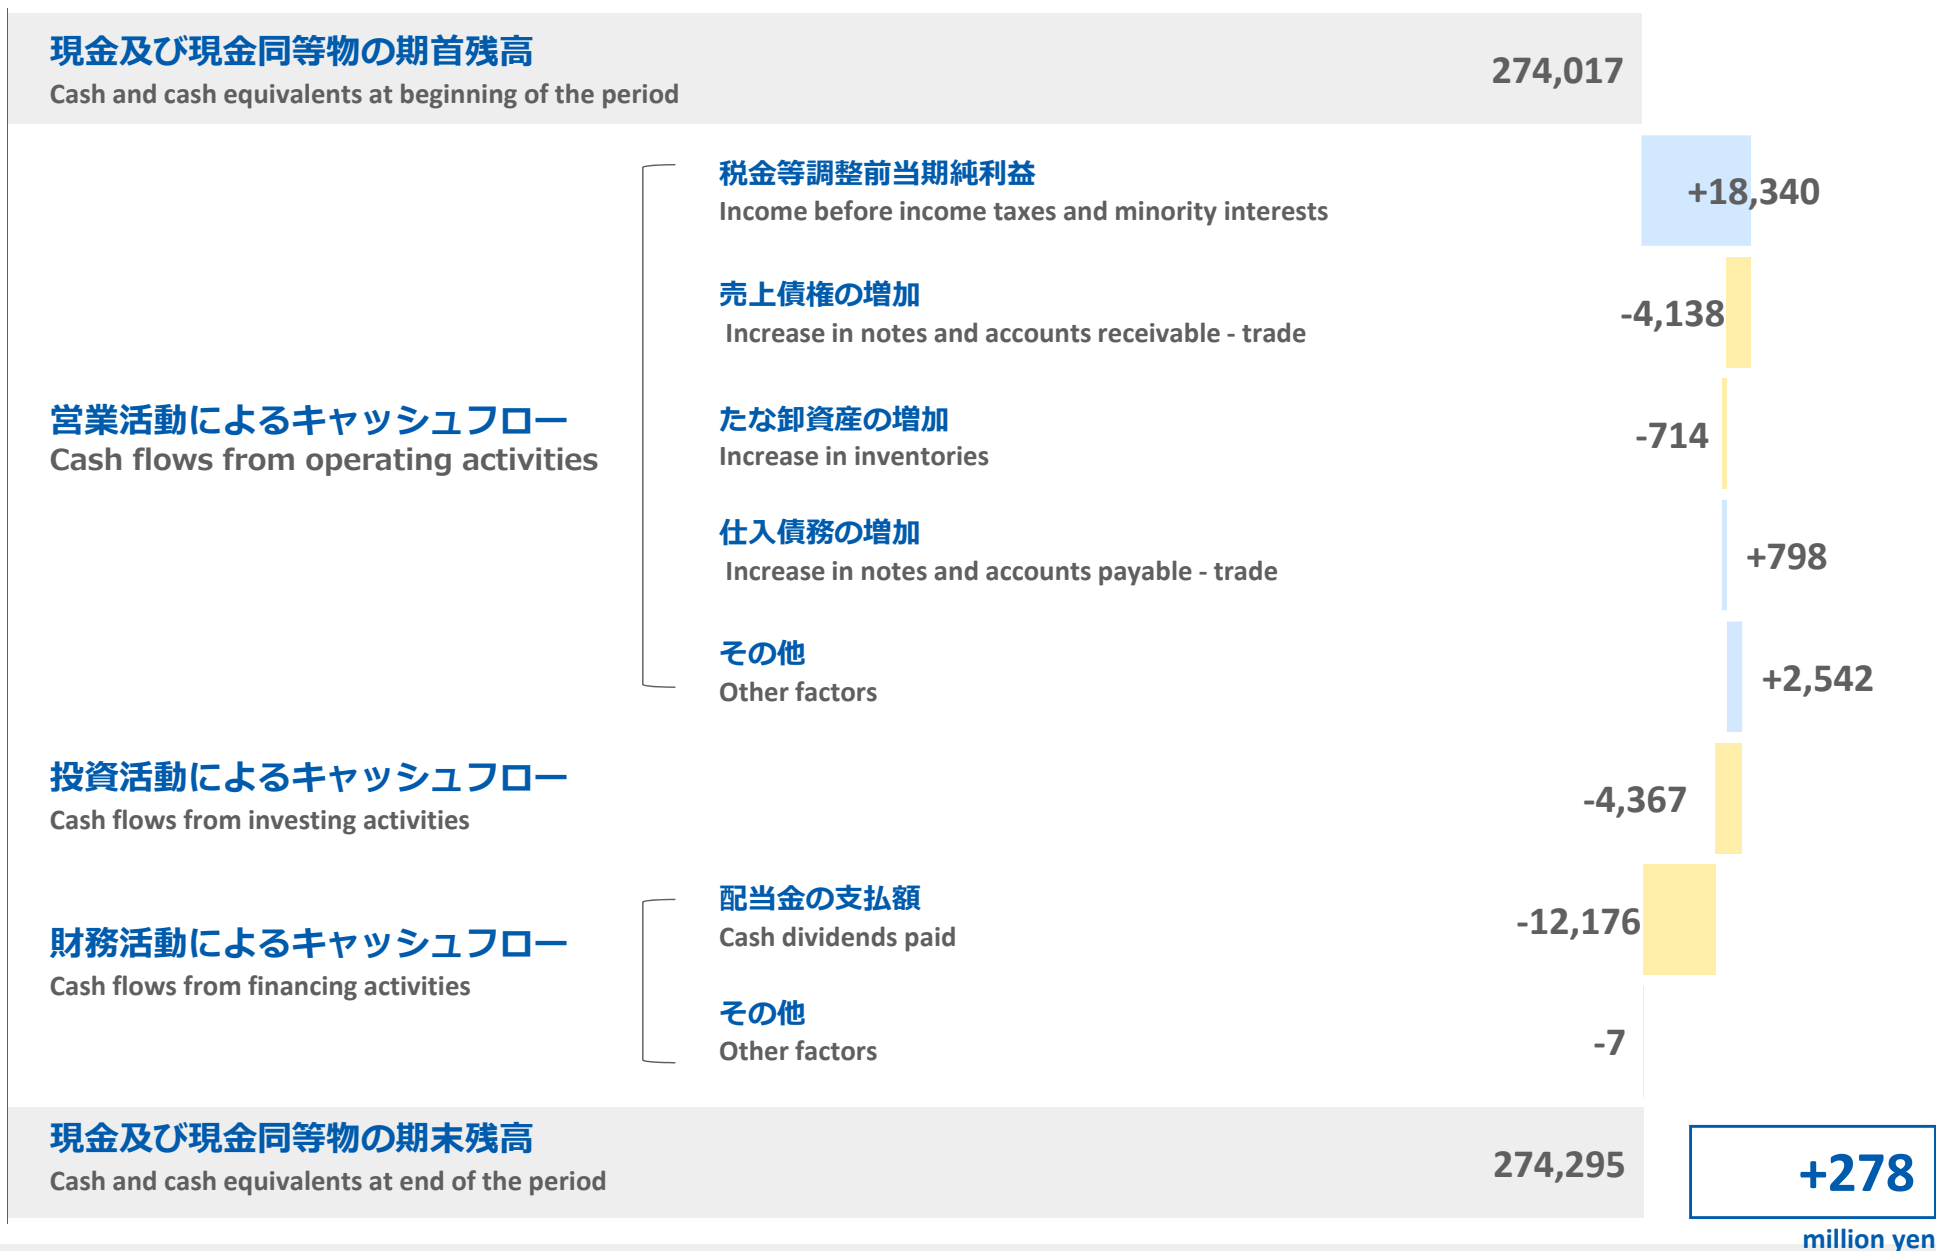 現金及び現金同等物の期首残高
Cash and cash equivalents at beginning of the period
274,017
税金等調整前当期純利益
Income before income taxes and minority interests
+18,340
売上債権の増加
Increase in notes and accounts receivable - trade
-4,138
営業活動によるキャッシュフロー
Cash flows from operating activities
たな卸資産の増加
Increase in inventories
-714
仕入債務の増加
Increase in notes and accounts payable - trade
+798
その他
Other factors
+2,542
投資活動によるキャッシュフロー
Cash flows from investing activities
-4,367
財務活動によるキャッシュフロー
Cash flows from financing activities
配当金の支払額
Cash dividends paid
-12,176
その他
Other factors
-7
現金及び現金同等物の期末残高
Cash and cash equivalents at end of the period
274,295
+278
million yen